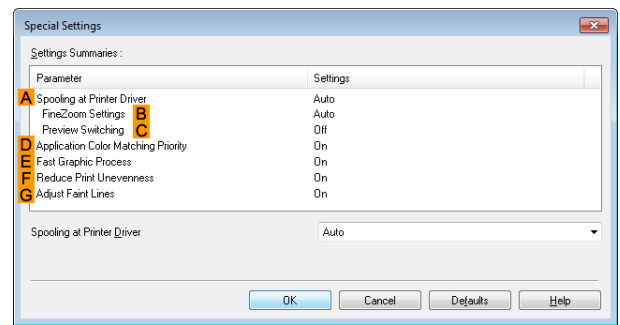 Special Settings
Settings Summaries :
Parameter Settings
A Spooling at Printer Driver Auto
FineZoom Settings B Auto
Preview Switching C Off
D Application Color Matching Priority On
E Fast Graphic Process On
F Reduce Print Unevenness On
G Adjust Faint Lines On
Spooling at Printer Driver Auto
OK Cancel Defaults Help